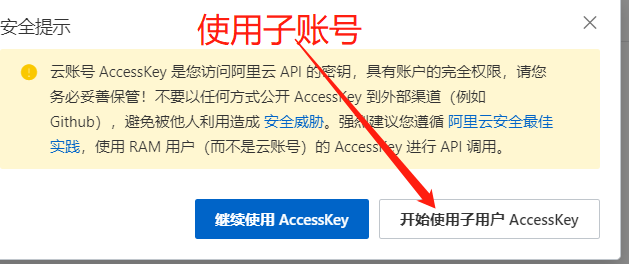 使用子账号
安全提示
云账号 AccessKey 是您访问阿里云 API 的密钥，具有账户的完全权限，请您
务必妥善保管！不要以任何方式公开 AccessKey 到外部渠道（例如
Github），避免被他人利用造成 安全威胁。强烈建议您遵循 阿里云安全最佳
实践，使用 RAM 用户（而不是云账号）的 AccessKey 进行 API 调用。
继续使用 AccessKey
开始使用子用户 AccessKey